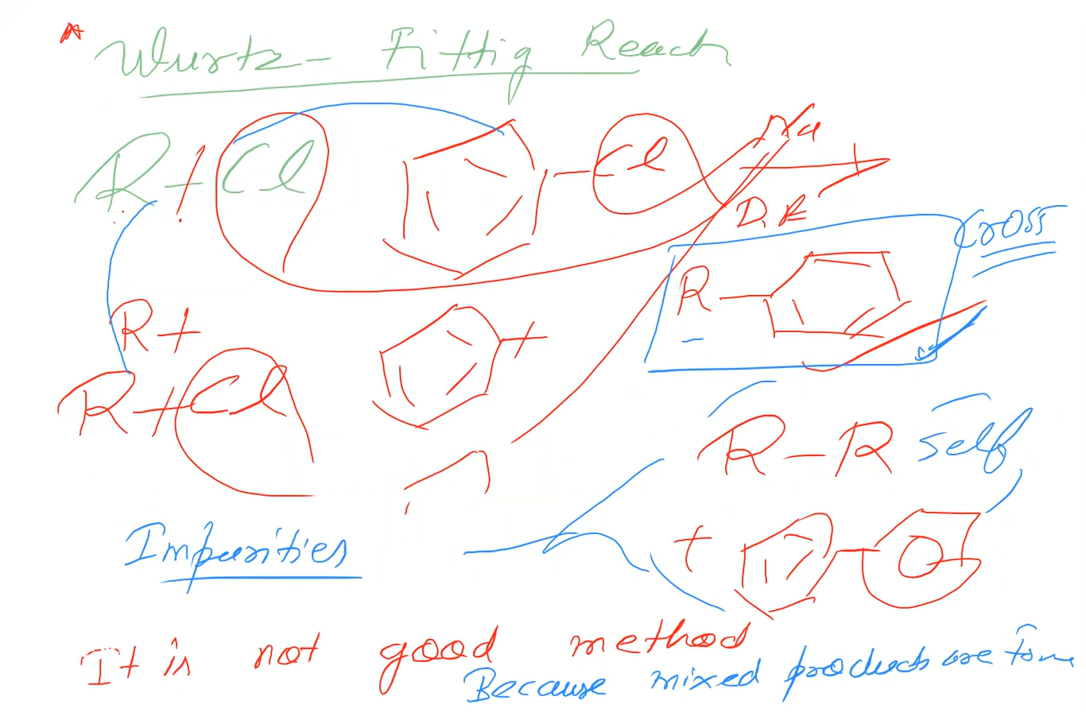 Wurtz - Fittig Reach
R + Cl — Cl Na
D.E
Cross
R —
R +
R + Cl
R - R self
Impurities
+
It is not good method
Because mixed products are form